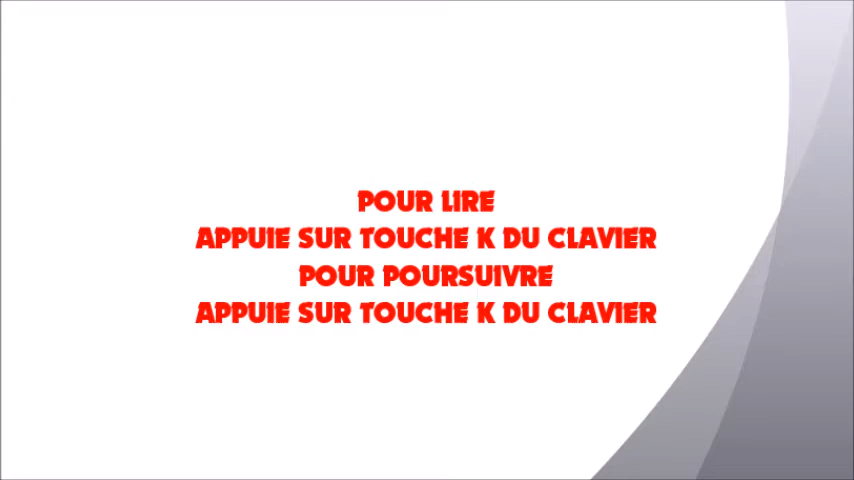 POUR LIRE
APPUIE SUR TOUCHE K DU CLAVIER
POUR POURSUIVRE
APPUIE SUR TOUCHE K DU CLAVIER